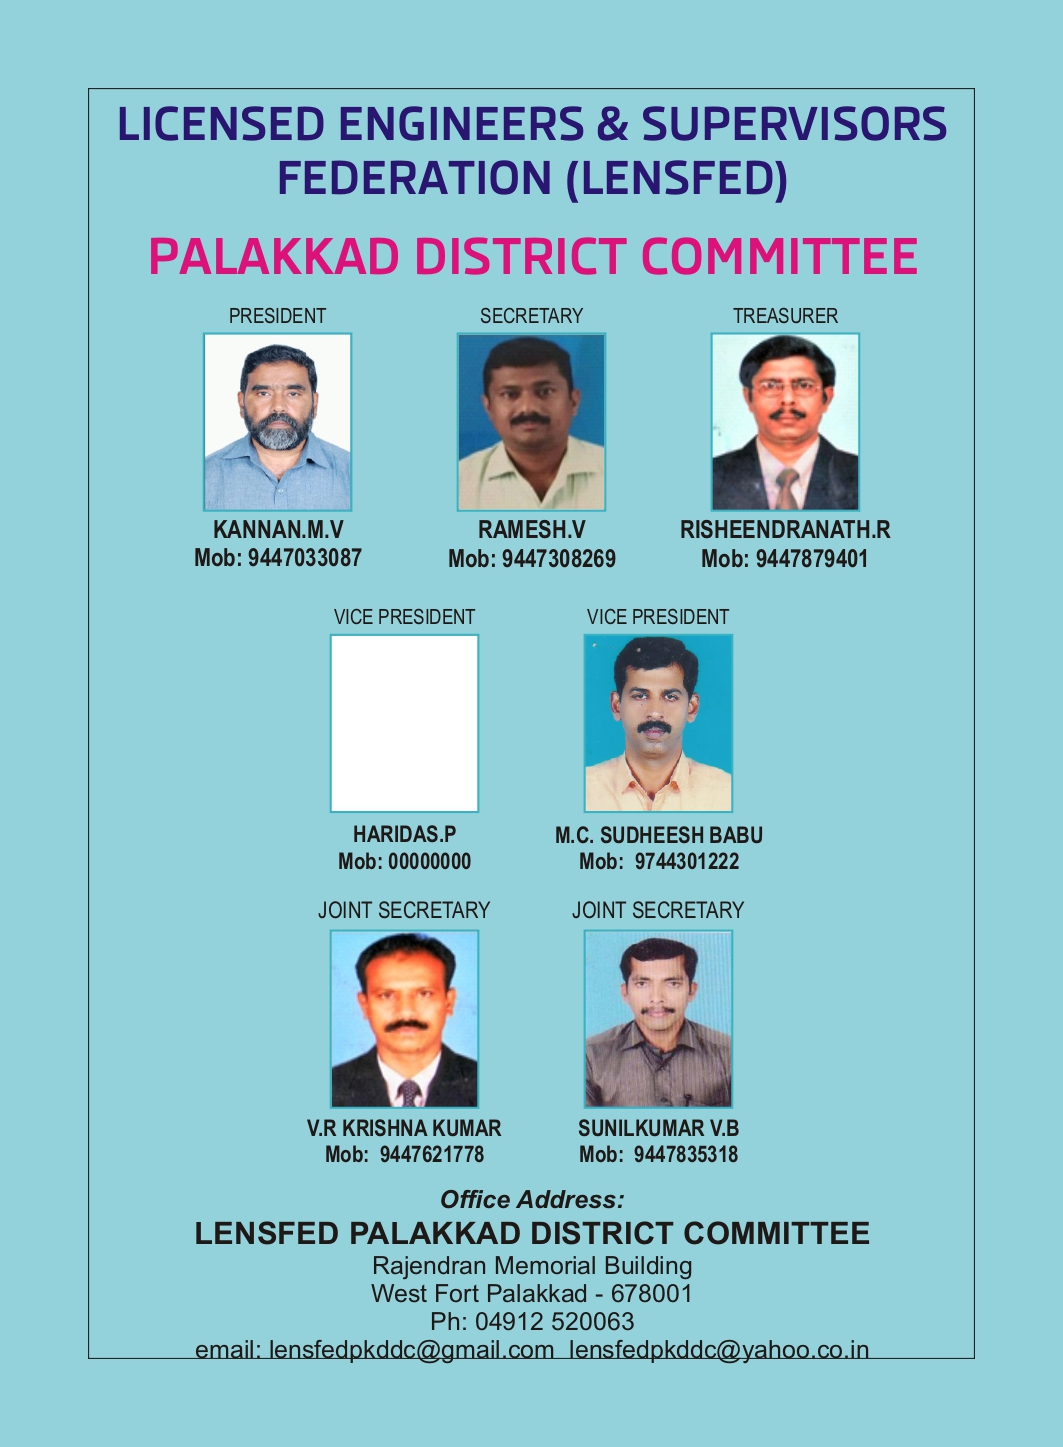 LICENSED ENGINEERS & SUPERVISORS
FEDERATION (LENSFED)
PALAKKAD DISTRICT COMMITTEE
PRESIDENT
KANNAN.M.V
Mob: 9447033087
SECRETARY
RAMESH.V
Mob: 9447308269
TREASURER
RISHEENDRANATH.R
Mob: 9447879401
VICE PRESIDENT
HARIDAS.P
Mob: 00000000
VICE PRESIDENT
M.C. SUDHEESH BABU
Mob: 9744301222
JOINT SECRETARY
V.R KRISHNA KUMAR
Mob: 9447621778
JOINT SECRETARY
SUNILKUMAR V.B
Mob: 9447835318
Office Address:
LENSFED PALAKKAD DISTRICT COMMITTEE
Rajendran Memorial Building
West Fort Palakkad - 678001
Ph: 04912 520063
email: lensfedpkddc@gmail.com lensfedpkddc@yahoo.co.in